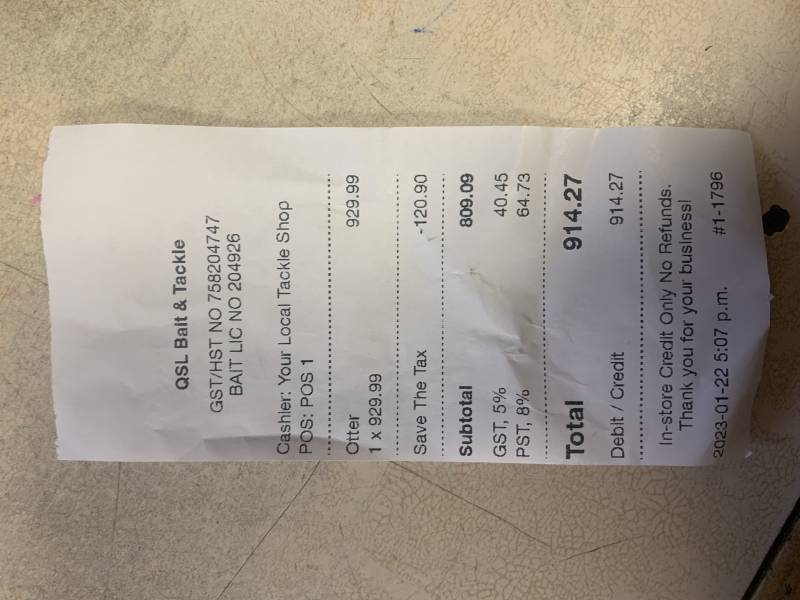 QSL Bait & Tackle
GST/HST NO 758204747
BAIT LIC NO 204926
Cashier: Your Local Tackle Shop
POS: POS 1
Otter 929.99
1 x 929.99
Save The Tax -120.90
Subtotal 809.09
GST, 5% 40.45
PST, 8% 64.73
Total 914.27
Debit / Credit 914.27
In-store Credit Only No Refunds.
Thank you for your business!
2023-01-22 5:07 p.m. #1-1796